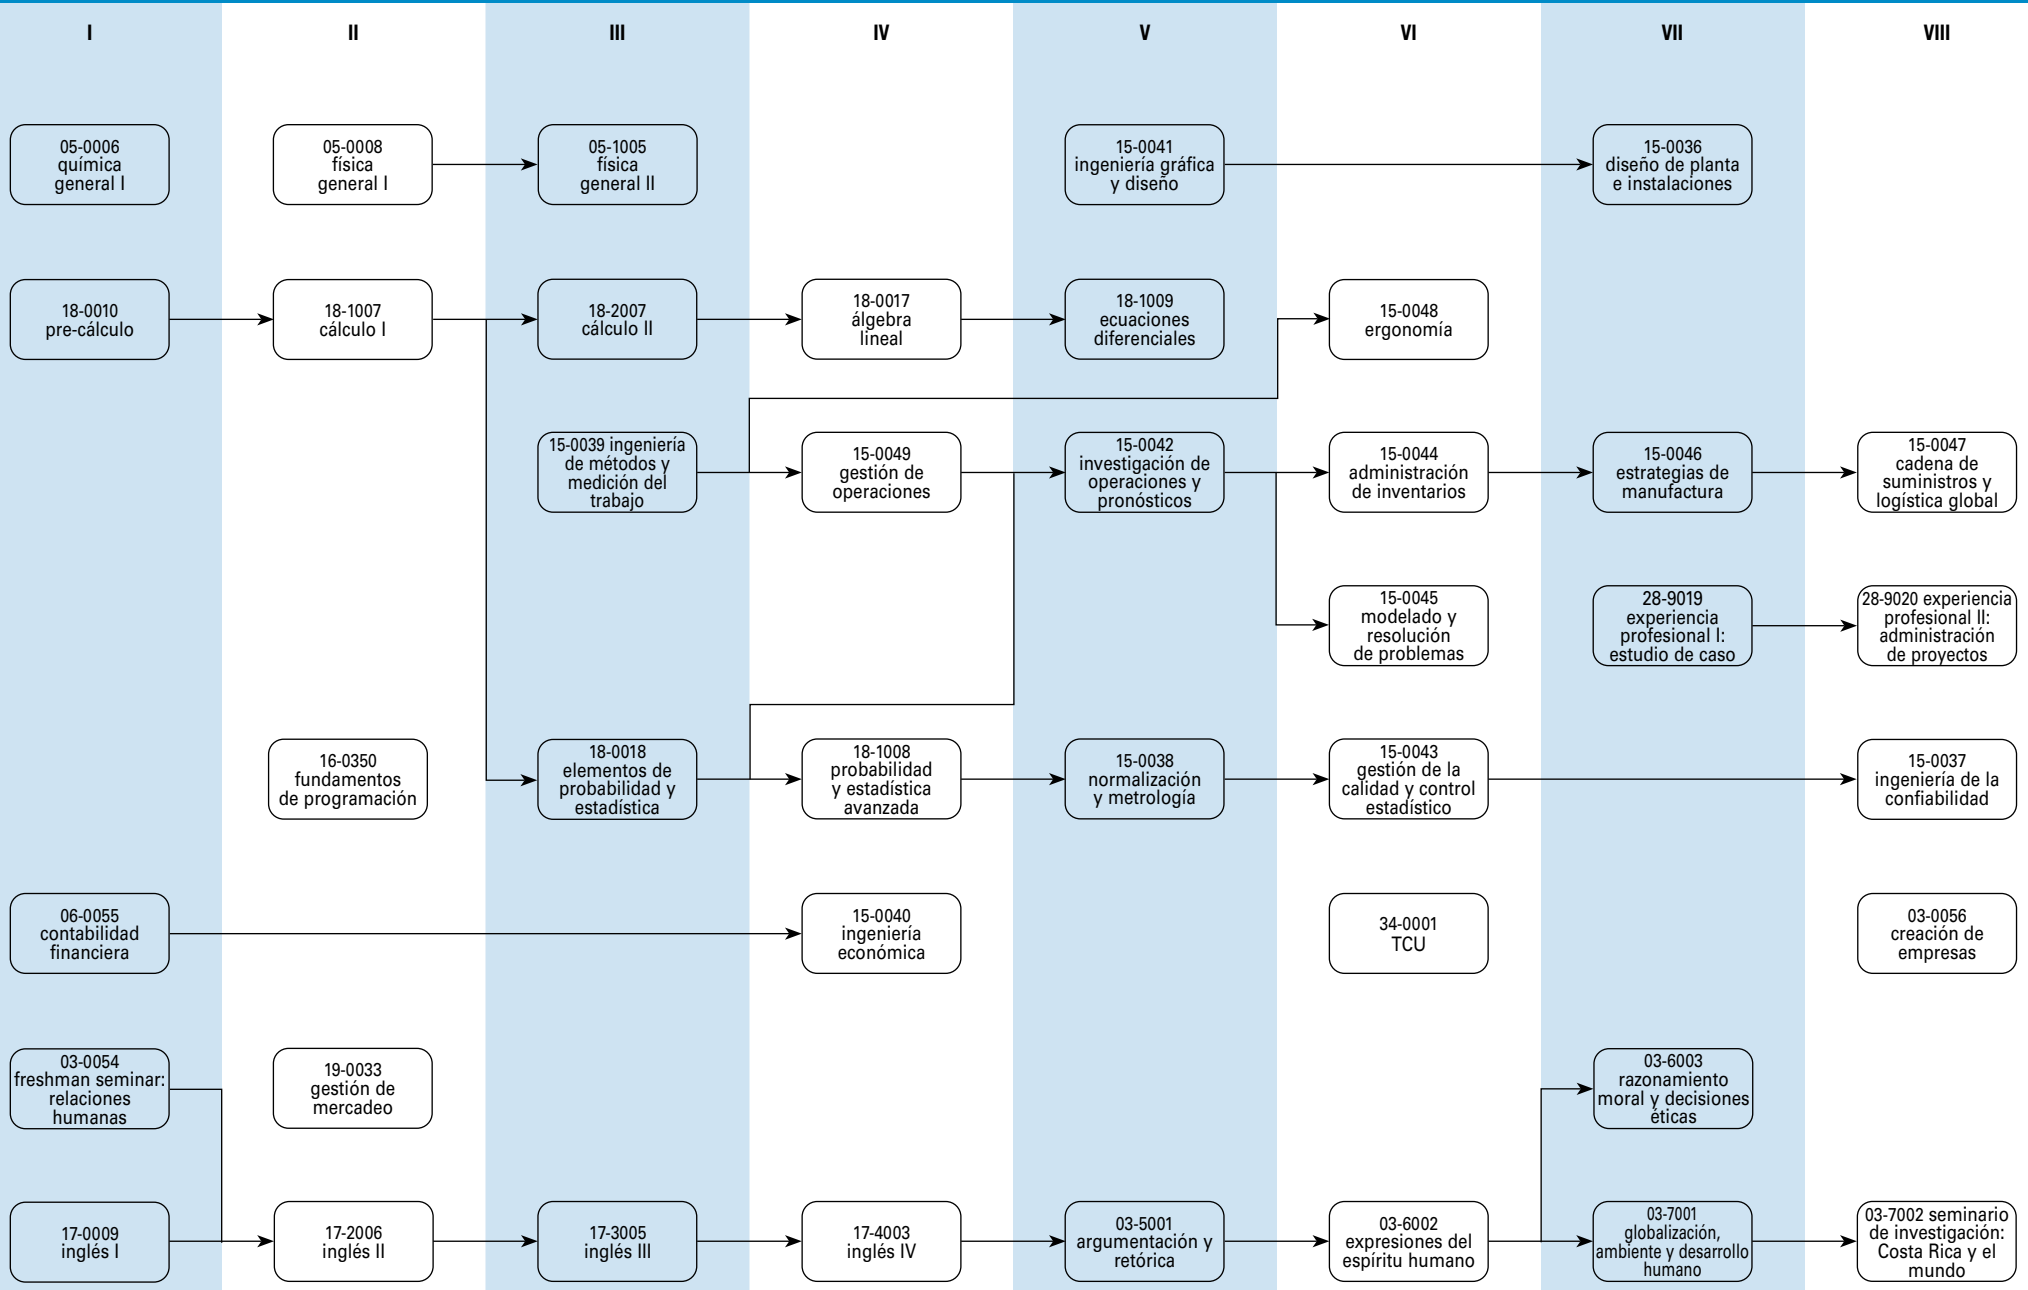 I
II
III
IV
V
VI
VII
VIII
05-0006
química
general I
05-0008
física
general I
05-1005
física
general II
15-0041
ingeniería gráfica
y diseño
15-0036
diseño de planta
e instalaciones
18-0010
pre-cálculo
18-1007
cálculo I
18-2007
cálculo II
18-0017
álgebra
lineal
18-1009
ecuaciones
diferenciales
15-0048
ergonomía
15-0039 ingeniería
de métodos y
medición del
trabajo
15-0049
gestión de
operaciones
15-0042
investigación de
operaciones y
pronósticos
15-0044
administración
de inventarios
15-0046
estrategias de
manufactura
15-0047
cadena de
suministros y
logística global
15-0045
modelado y
resolución
de problemas
28-9019
experiencia
profesional I:
estudio de caso
28-9020 experiencia
profesional II:
administración
de proyectos
16-0350
fundamentos
de programación
18-0018
elementos de
probabilidad y
estadística
18-1008
probabilidad
y estadística
avanzada
15-0038
normalización
y metrología
15-0043
gestión de la
calidad y control
estadístico
15-0037
ingeniería de la
confiabilidad
06-0055
contabilidad
financiera
15-0040
ingeniería
económica
34-0001
TCU
03-0056
creación de
empresas
03-0054
freshman seminar:
relaciones
humanas
19-0033
gestión de
mercadeo
03-6003
razonamiento
moral y decisiones
éticas
17-0009
inglés I
17-2006
inglés II
17-3005
inglés III
17-4003
inglés IV
03-5001
argumentación y
retórica
03-6002
expresiones del
espíritu humano
03-7001
globalización,
ambiente y desarrollo
humano
03-7002 seminario
de investigación:
Costa Rica y el
mundo